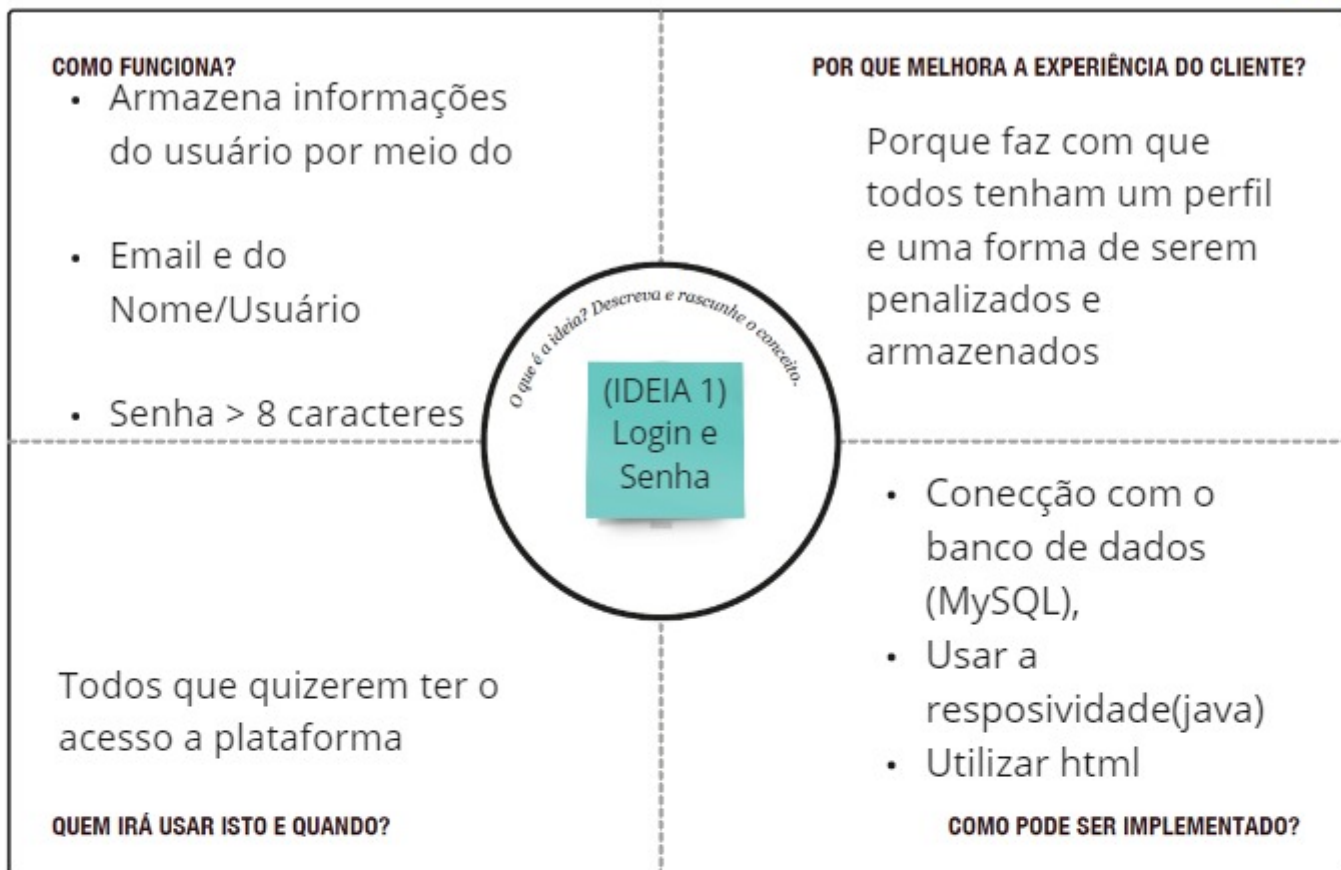 COMO FUNCIONA?
• Armazena informações
do usuário por meio do
• Email e do
Nome/Usuário
• Senha > 8 caracteres
POR QUE MELHORA A EXPERIÊNCIA DO CLIENTE?
Porque faz com que
todos tenham um perfil
e uma forma de serem
penalizados e
armazenados
O que é a ideia? Descreva e rascunhe o conceito.
(IDEIA 1)
Login e
Senha
Todos que quizerem ter o
acesso a plataforma
QUEM IRÁ USAR ISTO E QUANDO?
• Conecção com o
banco de dados
(MySQL),
• Usar a
resposividade(java)
• Utilizar html
COMO PODE SER IMPLEMENTADO?